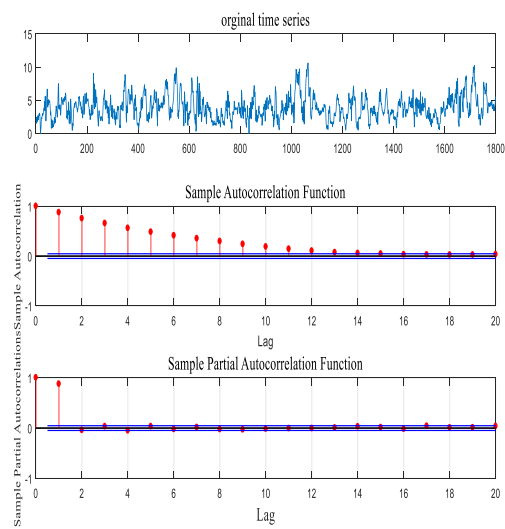 orginal time series
15
10
5
0
0 200 400 600 800 1000 1200 1400 1600 1800
Sample Autocorrelation Function
Sample Autocorrelation
1
0
-1
0 2 4 6 8 10 12 14 16 18 20
Lag
Sample Partial Autocorrelation Function
Sample Partial Autocorrelations
1
0
-1
0 2 4 6 8 10 12 14 16 18 20
Lag